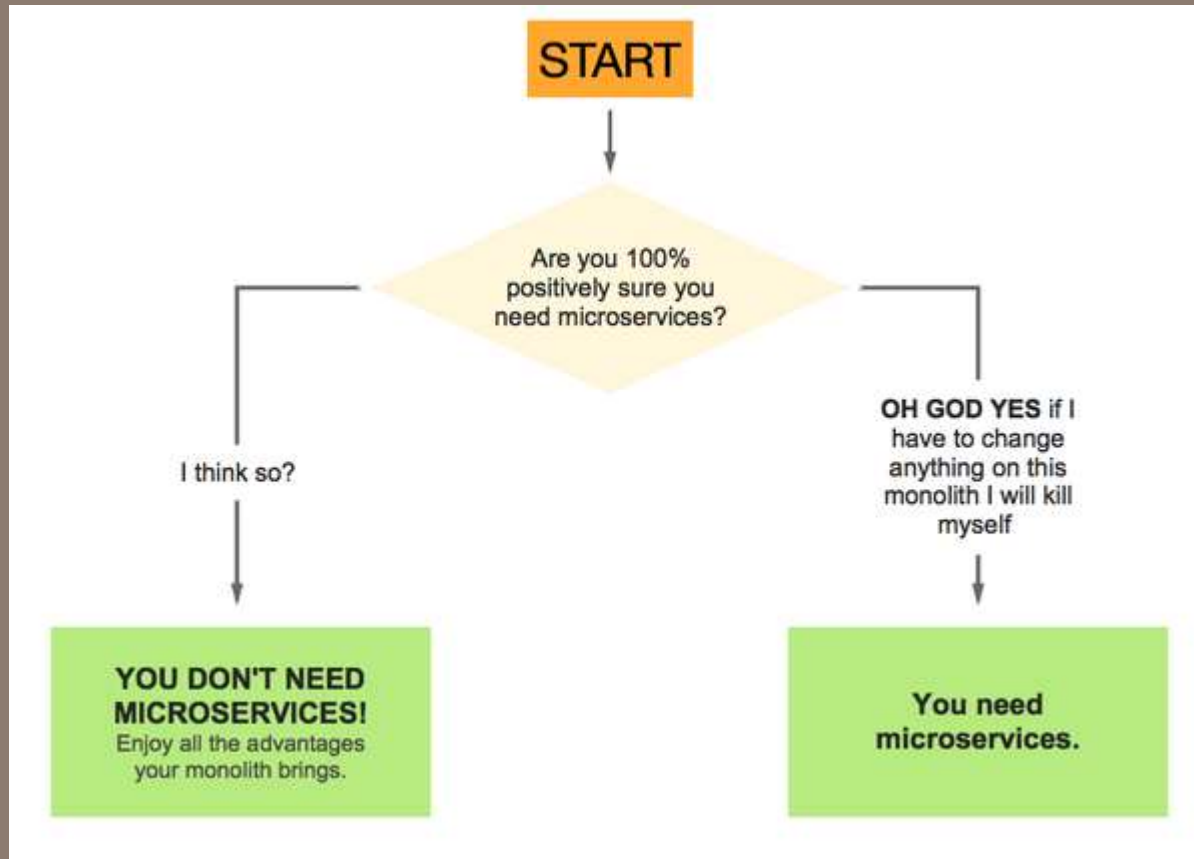 START
Are you 100%
positively sure you
need microservices?
I think so?
OH GOD YES if I
have to change
anything on this
monolith I will kill
myself
YOU DON'T NEED
MICROSERVICES!
Enjoy all the advantages
your monolith brings.
You need
microservices.